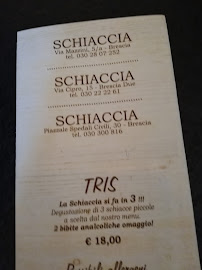 SCHIACCIA
Via Mazzini, 5/a - Brescia
tel. 030 28 07 252
SCHIACCIA
Via Cipro, 15 - Brescia Due
tel. 030 22 22 61
SCHIACCIA
Piazzale Spedali Civili, 30 - Brescia
tel. 030 300 816
TRIS
La Schiaccia si fa in 3 !!!
Degustazione di 3 schiacce piccole
a scelta dal nostro menu.
2 bibite analcoliche omaggio!
€ 18,00